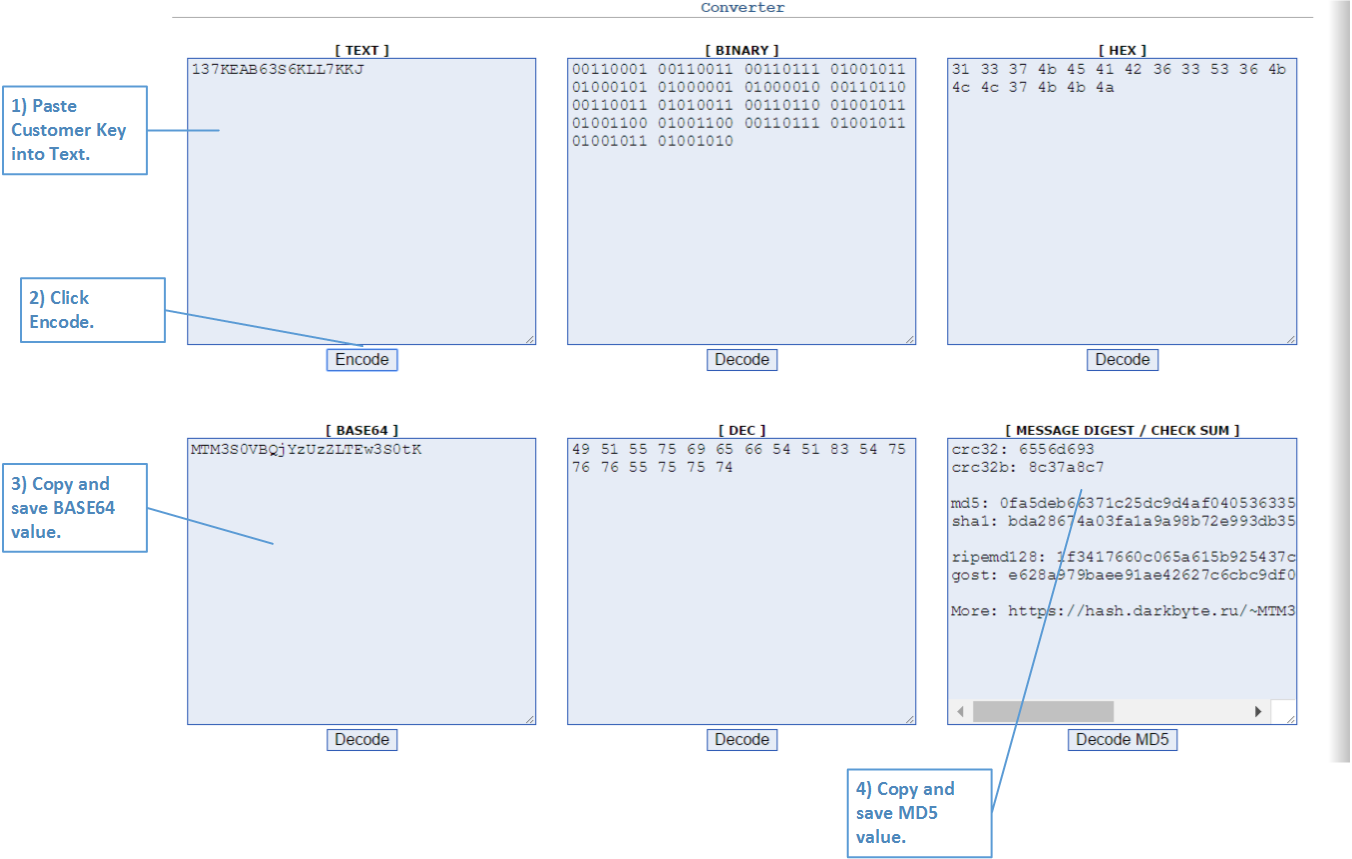 Converter
[ TEXT ]
137KEAB63S6KLL7KKJ
Encode
[ BINARY ]
00110001 00110011 00110111 01001011
01000101 01000001 01000010 00110110
00110011 01010011 00110110 01001011
01001100 01001100 00110111 01001011
01001011 01001010
Decode
[ HEX ]
31 33 37 4b 45 41 42 36 33 53 36 4b
4c 4c 37 4b 4b 4a
Decode
1) Paste
Customer Key
into Text.
2) Click
Encode.
[ BASE64 ]
MTM3S0VBQjYzUzZLTEw3S0tK
Decode
[ DEC ]
49 51 55 75 69 65 66 54 51 83 54 75
76 76 55 75 75 74
Decode
[ MESSAGE DIGEST / CHECK SUM ]
crc32: 6556d693
crc32b: 8c37a8c7
md5: 0fa5deb66371c25dc9d4af040536335
sha1: bda28674a03fa1a9a98b72e993db35
ripemd128: 1f3417660c065a615b925437c
gost: e628a979baee91ae42627c6cbc9df0
More: https://hash.darkbyte.ru/~MTM3
Decode MD5
3) Copy and
save BASE64
value.
4) Copy and
save MD5
value.